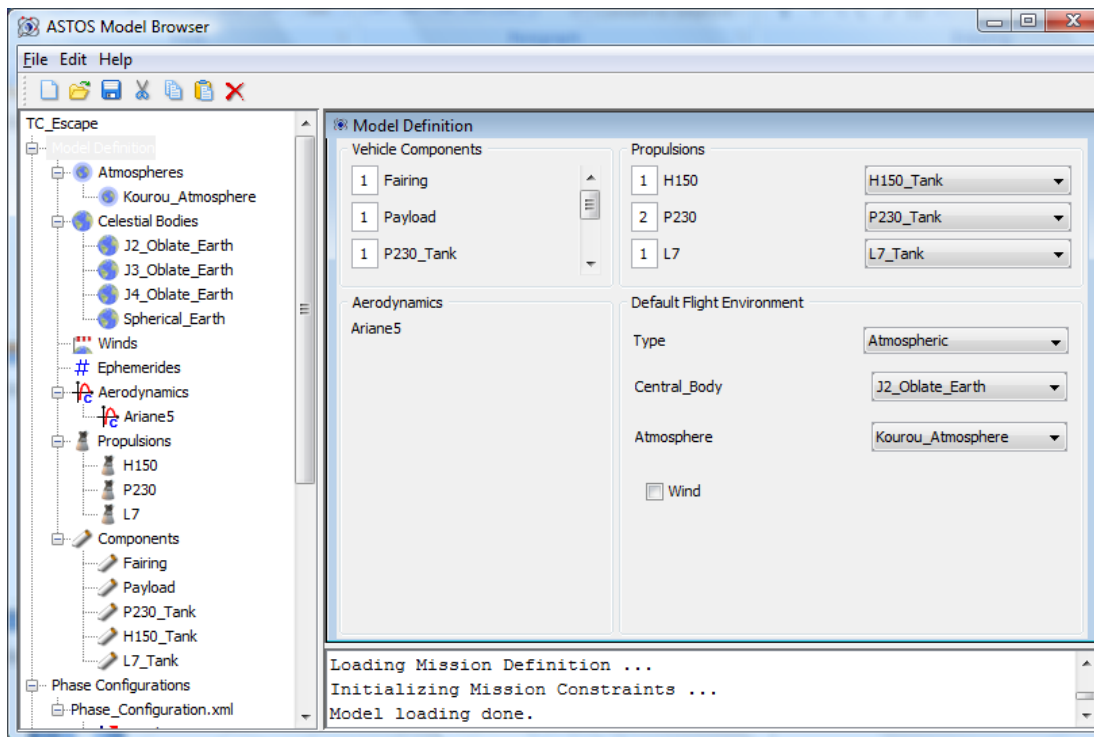 ASTOS Model Browser
File Edit Help
TC_Escape
Model Definition
Atmospheres
Kourou_Atmosphere
Celestial Bodies
J2_Oblate_Earth
J3_Oblate_Earth
J4_Oblate_Earth
Spherical_Earth
Winds
Ephemerides
Aerodynamics
Ariane5
Propulsions
H150
P230
L7
Components
Fairing
Payload
P230_Tank
H150_Tank
L7_Tank
Phase Configurations
Phase_Configuration.xml
Model Definition
Vehicle Components
1 Fairing
1 Payload
1 P230_Tank
Propulsions
1 H150 H150_Tank
2 P230 P230_Tank
1 L7 L7_Tank
Aerodynamics
Ariane5
Default Flight Environment
Type Atmospheric
Central_Body J2_Oblate_Earth
Atmosphere Kourou_Atmosphere
Wind
Loading Mission Definition ...
Initializing Mission Constraints ...
Model loading done.